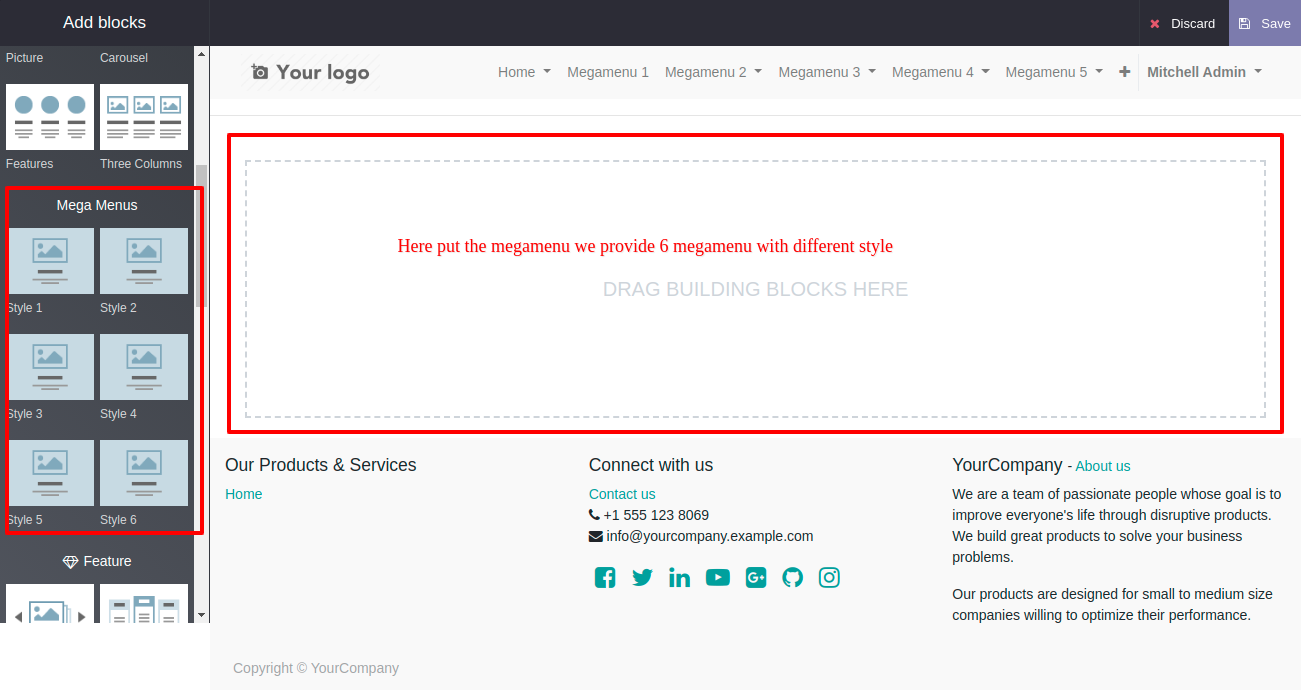 Add blocks
Discard
Save
Picture
Carousel
Features
Three Columns
Mega Menus
Style 1
Style 2
Style 3
Style 4
Style 5
Style 6
Feature
Your logo
Home
Megamenu 1
Megamenu 2
Megamenu 3
Megamenu 4
Megamenu 5
Mitchell Admin
Here put the megamenu we provide 6 megamenu with different style
DRAG BUILDING BLOCKS HERE
Our Products & Services
Home
Connect with us
Contact us
+1 555 123 8069
info@yourcompany.example.com
YourCompany - About us
We are a team of passionate people whose goal is to
improve everyone's life through disruptive products.
We build great products to solve your business
problems.
Our products are designed for small to medium size
companies willing to optimize their performance.
Copyright © YourCompany